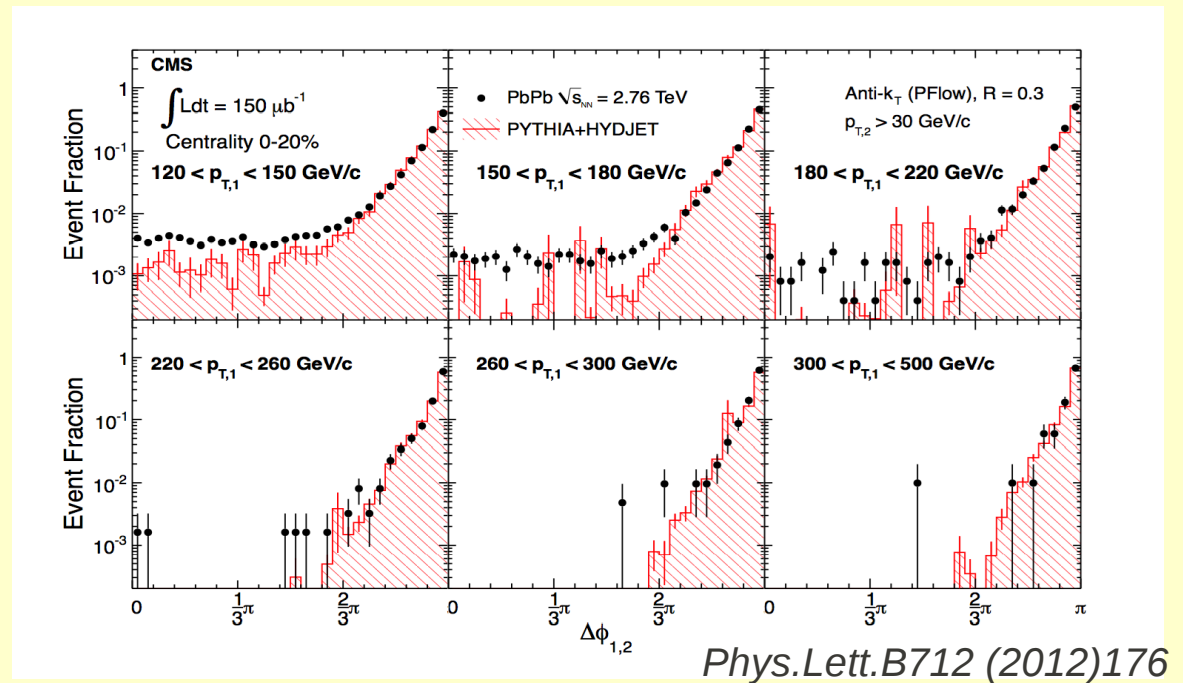 CMS
∫Ldt = 150 μb⁻¹
Centrality 0-20%
120 < p_T,1 < 150 GeV/c
PbPb √s_NN = 2.76 TeV
PYTHIA+HYDJET
150 < p_T,1 < 180 GeV/c
Anti-k_T (PFlow), R = 0.3
p_T,2 > 30 GeV/c
180 < p_T,1 < 220 GeV/c
Event Fraction
1
10⁻¹
10⁻²
10⁻³
220 < p_T,1 < 260 GeV/c
260 < p_T,1 < 300 GeV/c
300 < p_T,1 < 500 GeV/c
Event Fraction
1
10⁻¹
10⁻²
10⁻³
0 1/3π 2/3π 0 1/3π 2/3π 0 1/3π 2/3π π
Δϕ_1,2
Phys.Lett.B712 (2012)176